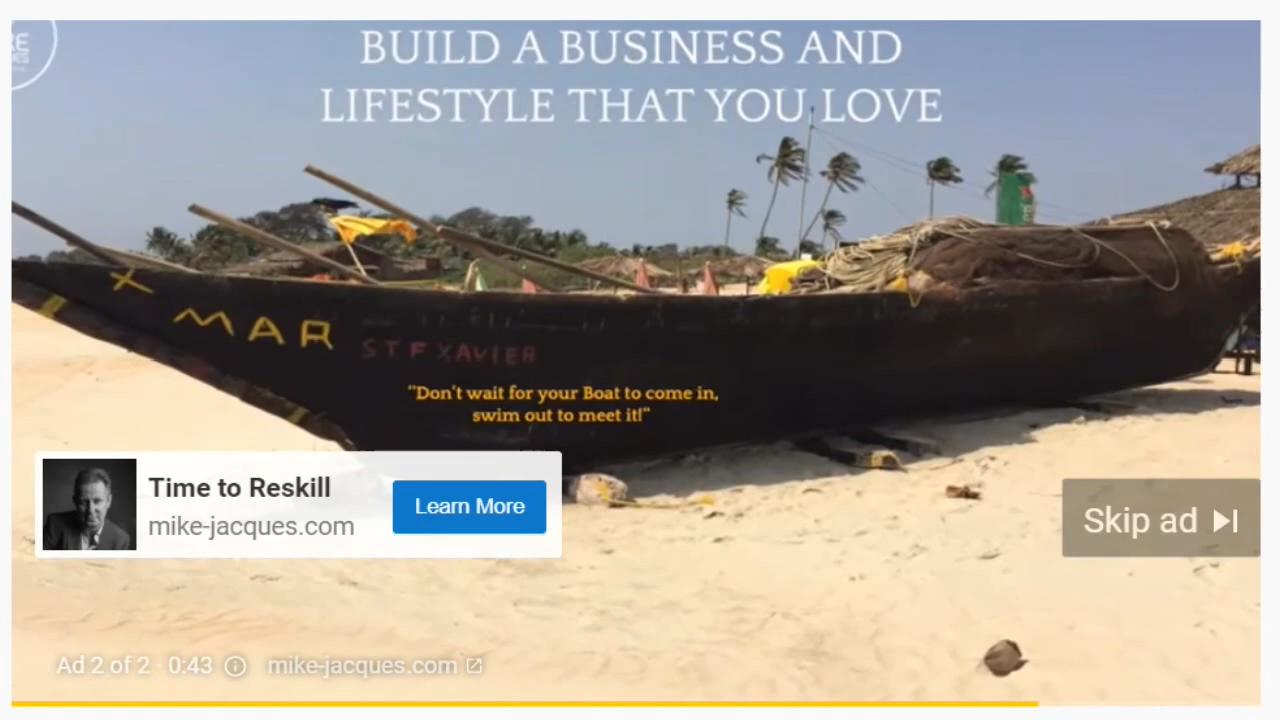 BUILD A BUSINESS AND
LIFESTYLE THAT YOU LOVE
MAR
ST F XAVIER
"Don't wait for your Boat to come in,
swim out to meet it!"
Time to Reskill
mike-jacques.com
Learn More
Skip ad
Ad 2 of 2 · 0:43
mike-jacques.com